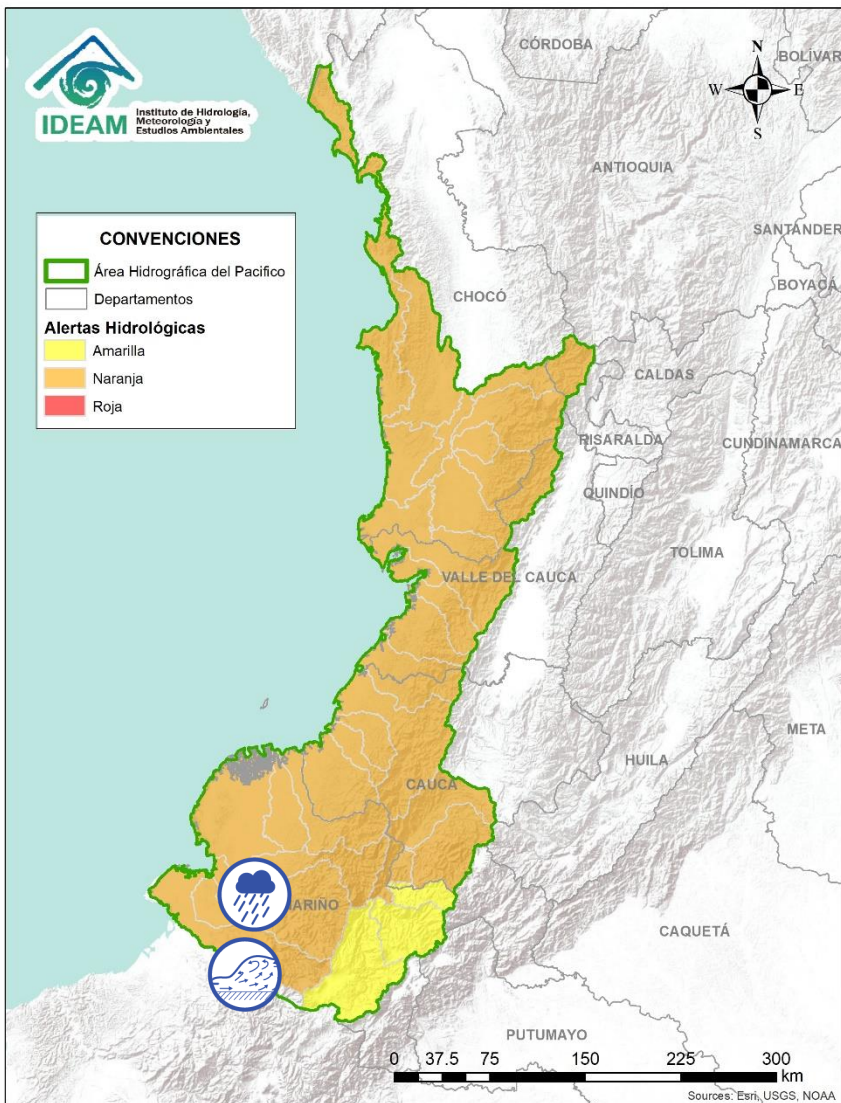 IDEAM
Instituto de Hidrología,
Meteorología y
Estudios Ambientales
CÓRDOBA
BOLÍVAR
N
W
E
S
ANTIOQUIA
SANTANDER
BOYACÁ
CONVENCIONES
Área Hidrográfica del Pacifico
Departamentos
Alertas Hidrológicas
Amarilla
Naranja
Roja
CHOCÓ
CALDAS
RISARALDA
CUNDINAMARCA
QUINDÍO
TOLIMA
VALLE DEL CAUCA
META
HUILA
CAUCA
ARIÑO
CAQUETÁ
PUTUMAYO
0 37.5 75 150 225 300
km
Sources: Esri, USGS, NOAA